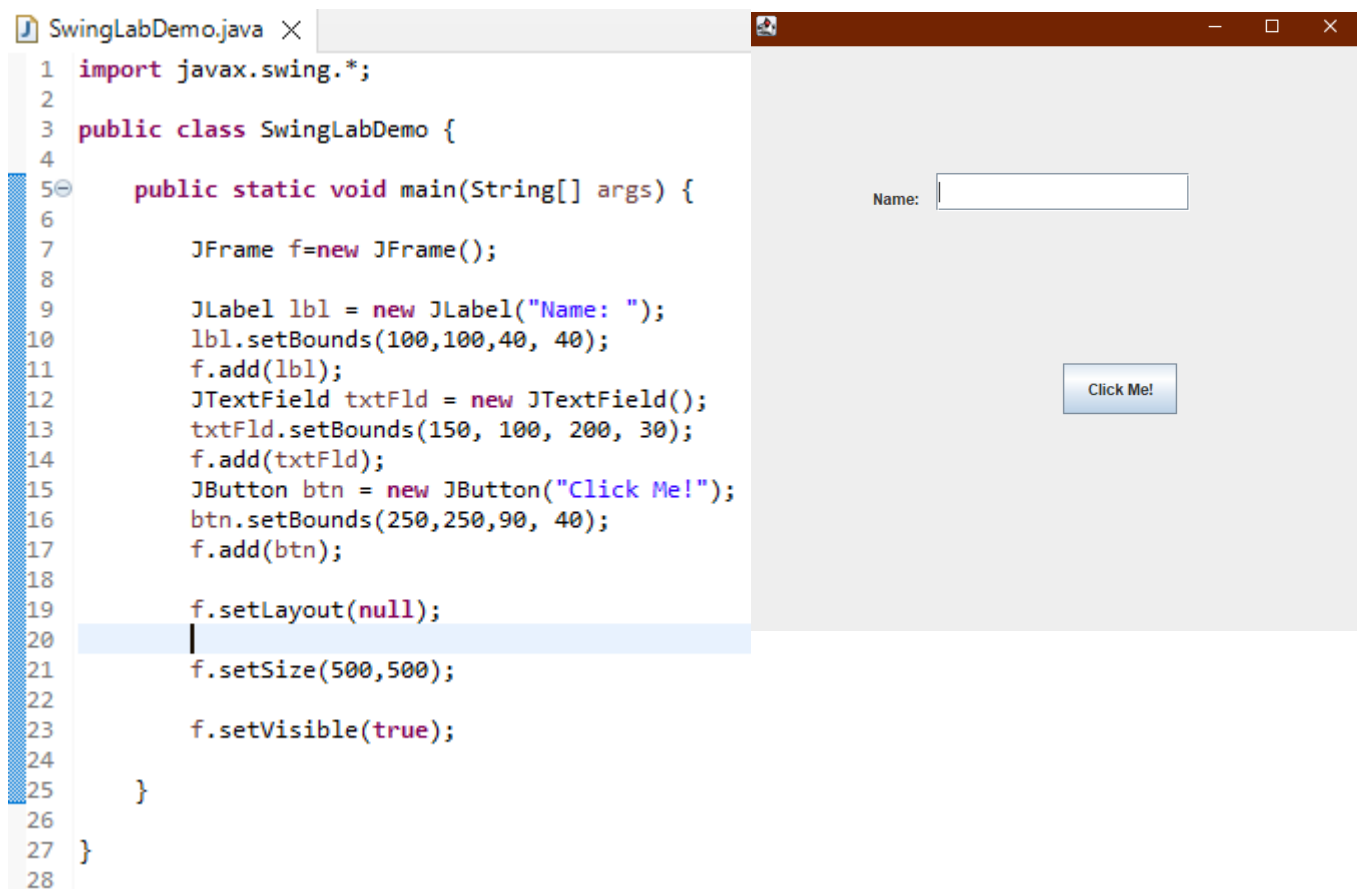 SwingLabDemo.java
1 import javax.swing.*;
2
3 public class SwingLabDemo {
4
5 public static void main(String[] args) {
6
7 JFrame f=new JFrame();
8
9 JLabel lbl = new JLabel("Name: ");
10 lbl.setBounds(100,100,40, 40);
11 f.add(lbl);
12 JTextField txtFld = new JTextField();
13 txtFld.setBounds(150, 100, 200, 30);
14 f.add(txtFld);
15 JButton btn = new JButton("Click Me!");
16 btn.setBounds(250,250,90, 40);
17 f.add(btn);
18
19 f.setLayout(null);
20
21 f.setSize(500,500);
22
23 f.setVisible(true);
24
25 }
26
27 }
28
Name:
Click Me!